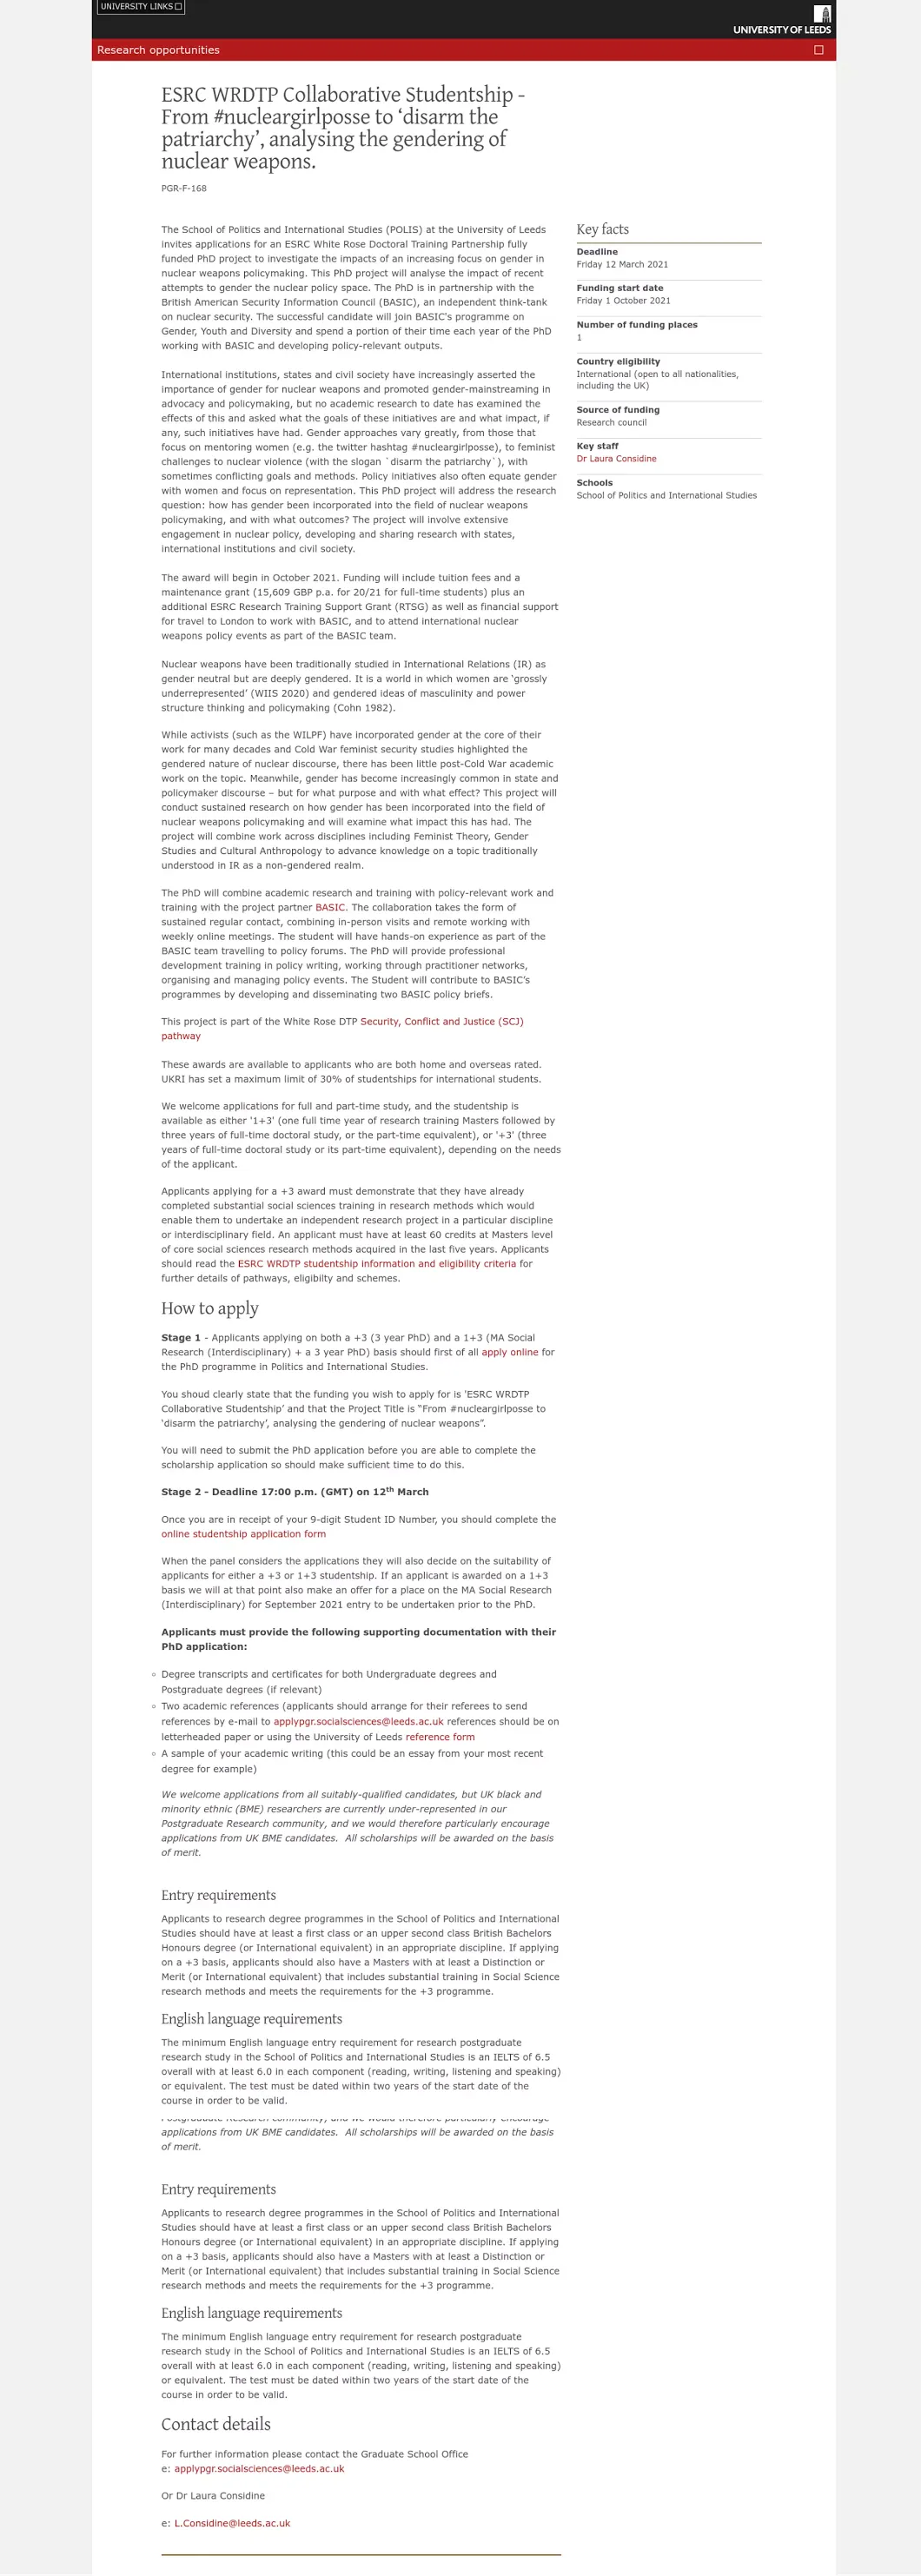 UNIVERSITY LINKS
UNIVERSITY OF LEEDS
Research opportunities
ESRC WRDTP Collaborative Studentship -
From #nucleargirlposse to ‘disarm the
patriarchy’, analysing the gendering of
nuclear weapons.
PGR-F-168
The School of Politics and International Studies (POLIS) at the University of Leeds
invites applications for an ESRC White Rose Doctoral Training Partnership fully
funded PhD project to investigate the impacts of an increasing focus on gender in
nuclear weapons policymaking. This PhD project will analyse the impact of recent
attempts to gender the nuclear policy space. The PhD is in partnership with the
British American Security Information Council (BASIC), an independent think-tank
on nuclear security. The successful candidate will join BASIC's programme on
Gender, Youth and Diversity and spend a portion of their time each year of the PhD
working with BASIC and developing policy-relevant outputs.
International institutions, states and civil society have increasingly asserted the
importance of gender for nuclear weapons and promoted gender-mainstreaming in
advocacy and policymaking, but no academic research to date has examined the
effects of this and asked what the goals of these initiatives are and what impact, if
any, such initiatives have had. Gender approaches vary greatly, from those that
focus on mentoring women (e.g. the twitter hashtag #nucleargirlposse), to feminist
challenges to nuclear violence (with the slogan `disarm the patriarchy`), with
sometimes conflicting goals and methods. Policy initiatives also often equate gender
with women and focus on representation. This PhD project will address the research
question: how has gender been incorporated into the field of nuclear weapons
policymaking, and with what outcomes? The project will involve extensive
engagement in nuclear policy, developing and sharing research with states,
international institutions and civil society.
The award will begin in October 2021. Funding will include tuition fees and a
maintenance grant (15,609 GBP p.a. for 20/21 for full-time students) plus an
additional ESRC Research Training Support Grant (RTSG) as well as financial support
for travel to London to work with BASIC, and to attend international nuclear
weapons policy events as part of the BASIC team.
Nuclear weapons have been traditionally studied in International Relations (IR) as
gender neutral but are deeply gendered. It is a world in which women are ‘grossly
underrepresented’ (WIIS 2020) and gendered ideas of masculinity and power
structure thinking and policymaking (Cohn 1982).
While activists (such as the WILPF) have incorporated gender at the core of their
work for many decades and Cold War feminist security studies highlighted the
gendered nature of nuclear discourse, there has been little post-Cold War academic
work on the topic. Meanwhile, gender has become increasingly common in state and
policymaker discourse – but for what purpose and with what effect? This project will
conduct sustained research on how gender has been incorporated into the field of
nuclear weapons policymaking and will examine what impact this has had. The
project will combine work across disciplines including Feminist Theory, Gender
Studies and Cultural Anthropology to advance knowledge on a topic traditionally
understood in IR as a non-gendered realm.
The PhD will combine academic research and training with policy-relevant work and
training with the project partner BASIC. The collaboration takes the form of
sustained regular contact, combining in-person visits and remote working with
weekly online meetings. The student will have hands-on experience as part of the
BASIC team travelling to policy forums. The PhD will provide professional
development training in policy writing, working through practitioner networks,
organising and managing policy events. The Student will contribute to BASIC’s
programmes by developing and disseminating two BASIC policy briefs.
This project is part of the White Rose DTP Security, Conflict and Justice (SCJ)
pathway
These awards are available to applicants who are both home and overseas rated.
UKRI has set a maximum limit of 30% of studentships for international students.
We welcome applications for full and part-time study, and the studentship is
available as either '1+3' (one full time year of research training Masters followed by
three years of full-time doctoral study, or the part-time equivalent), or '+3' (three
years of full-time doctoral study or its part-time equivalent), depending on the needs
of the applicant.
Applicants applying for a +3 award must demonstrate that they have already
completed substantial social sciences training in research methods which would
enable them to undertake an independent research project in a particular discipline
or interdisciplinary field. An applicant must have at least 60 credits at Masters level
of core social sciences research methods acquired in the last five years. Applicants
should read the ESRC WRDTP studentship information and eligibility criteria for
further details of pathways, eligibilty and schemes.
How to apply
Stage 1 - Applicants applying on both a +3 (3 year PhD) and a 1+3 (MA Social
Research (Interdisciplinary) + a 3 year PhD) basis should first of all apply online for
the PhD programme in Politics and International Studies.
You shoud clearly state that the funding you wish to apply for is 'ESRC WRDTP
Collaborative Studentship’ and that the Project Title is “From #nucleargirlposse to
‘disarm the patriarchy’, analysing the gendering of nuclear weapons”.
You will need to submit the PhD application before you are able to complete the
scholarship application so should make sufficient time to do this.
Stage 2 - Deadline 17:00 p.m. (GMT) on 12th March
Once you are in receipt of your 9-digit Student ID Number, you should complete the
online studentship application form
When the panel considers the applications they will also decide on the suitability of
applicants for either a +3 or 1+3 studentship. If an applicant is awarded on a 1+3
basis we will at that point also make an offer for a place on the MA Social Research
(Interdisciplinary) for September 2021 entry to be undertaken prior to the PhD.
Applicants must provide the following supporting documentation with their
PhD application:
Degree transcripts and certificates for both Undergraduate degrees and
Postgraduate degrees (if relevant)
Two academic references (applicants should arrange for their referees to send
references by e-mail to applypgr.socialsciences@leeds.ac.uk references should be on
letterheaded paper or using the University of Leeds reference form
A sample of your academic writing (this could be an essay from your most recent
degree for example)
We welcome applications from all suitably-qualified candidates, but UK black and
minority ethnic (BME) researchers are currently under-represented in our
Postgraduate Research community, and we would therefore particularly encourage
applications from UK BME candidates.  All scholarships will be awarded on the basis
of merit.
Entry requirements
Applicants to research degree programmes in the School of Politics and International
Studies should have at least a first class or an upper second class British Bachelors
Honours degree (or International equivalent) in an appropriate discipline. If applying
on a +3 basis, applicants should also have a Masters with at least a Distinction or
Merit (or International equivalent) that includes substantial training in Social Science
research methods and meets the requirements for the +3 programme.
English language requirements
The minimum English language entry requirement for research postgraduate
research study in the School of Politics and International Studies is an IELTS of 6.5
overall with at least 6.0 in each component (reading, writing, listening and speaking)
or equivalent. The test must be dated within two years of the start date of the
course in order to be valid.
Postgraduate Research community, and we would therefore particularly encourage
applications from UK BME candidates.  All scholarships will be awarded on the basis
of merit.
Entry requirements
Applicants to research degree programmes in the School of Politics and International
Studies should have at least a first class or an upper second class British Bachelors
Honours degree (or International equivalent) in an appropriate discipline. If applying
on a +3 basis, applicants should also have a Masters with at least a Distinction or
Merit (or International equivalent) that includes substantial training in Social Science
research methods and meets the requirements for the +3 programme.
English language requirements
The minimum English language entry requirement for research postgraduate
research study in the School of Politics and International Studies is an IELTS of 6.5
overall with at least 6.0 in each component (reading, writing, listening and speaking)
or equivalent. The test must be dated within two years of the start date of the
course in order to be valid.
Contact details
For further information please contact the Graduate School Office
e: applypgr.socialsciences@leeds.ac.uk
Or Dr Laura Considine
e: L.Considine@leeds.ac.uk
Key facts
Deadline
Friday 12 March 2021
Funding start date
Friday 1 October 2021
Number of funding places
1
Country eligibility
International (open to all nationalities,
including the UK)
Source of funding
Research council
Key staff
Dr Laura Considine
Schools
School of Politics and International Studies